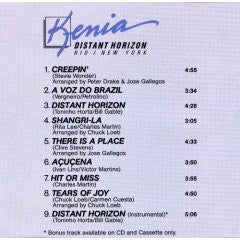 Kenia
DISTANT HORIZON
RIO / NEW YORK
1. CREEPIN' 4:55
(Stevie Wonder)
Arranged by Peter Drake & Jose Gallegos
2. A VOZ DO BRAZIL 3:34
(Vergneiro/Petrolino)
3. DISTANT HORIZON 4:28
(Toninho Horta/Bill Gable)
4. SHANGRI-LA 3:05
(Rita Lee/Charles Martin)
Arranged by Chuck Loeb
5. THERE IS A PLACE 4:33
(Clive Stevens)
Arranged by Jose Gallegos
6. AÇUÇENA 3:50
(Ivan Lins/Victor Martins)
7. HIT OR MISS 3:55
(Charles Martin)
8. TEARS OF JOY 4:50
(Chuck Loeb/Carmen Cuesta)
Arranged by Chuck Loeb
9. DISTANT HORIZON (Instrumental)* 5:06
(Toninho Horta/Bill Gable)
* Bonus track available on CD and Cassette only.